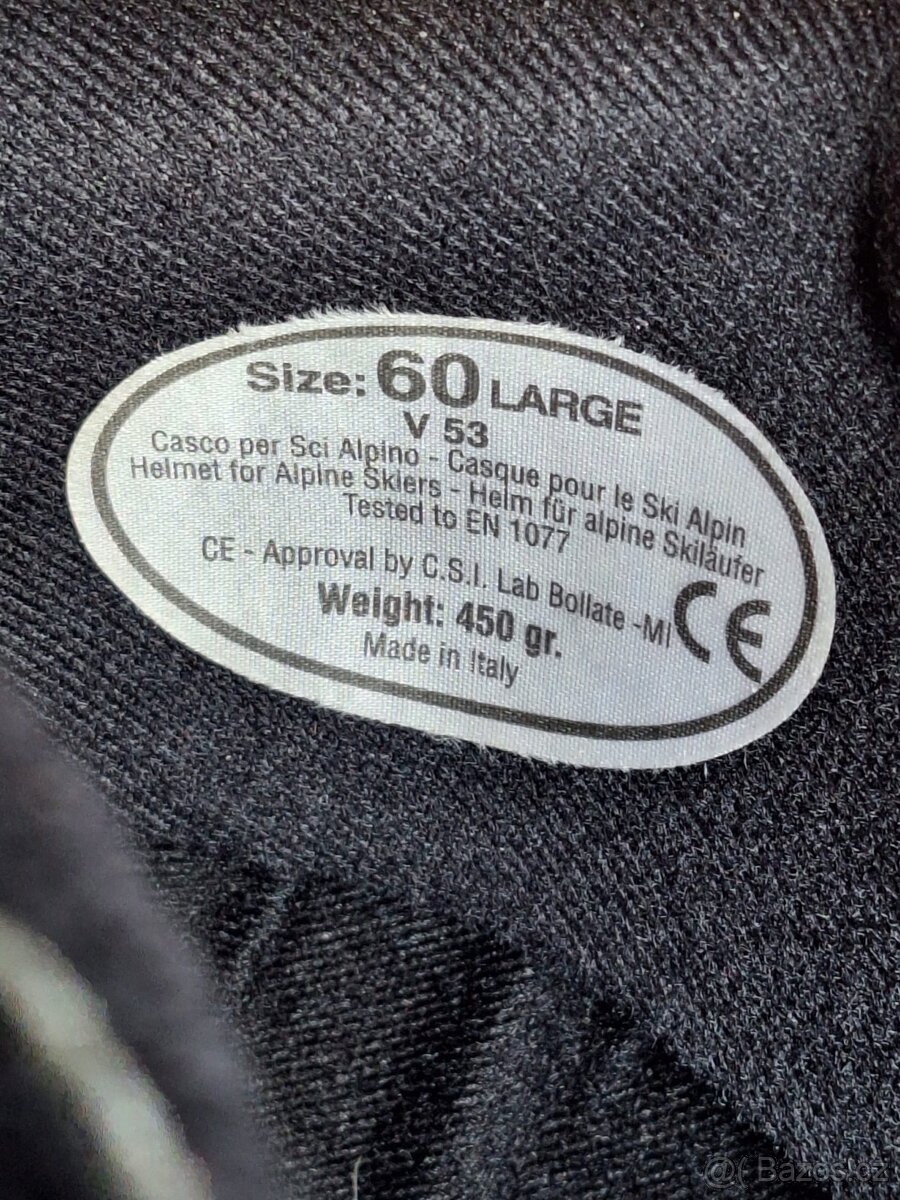 Size: 60 LARGE
V 53
Casco per Sci Alpino - Casque pour le Ski Alpin
Helmet for Alpine Skiers - Helm für alpine Skiläufer
Tested to EN 1077
CE - Approval by C.S.I. Lab Bollate -MI
CE
Weight: 450 gr.
Made in Italy
@( Bazos.cz